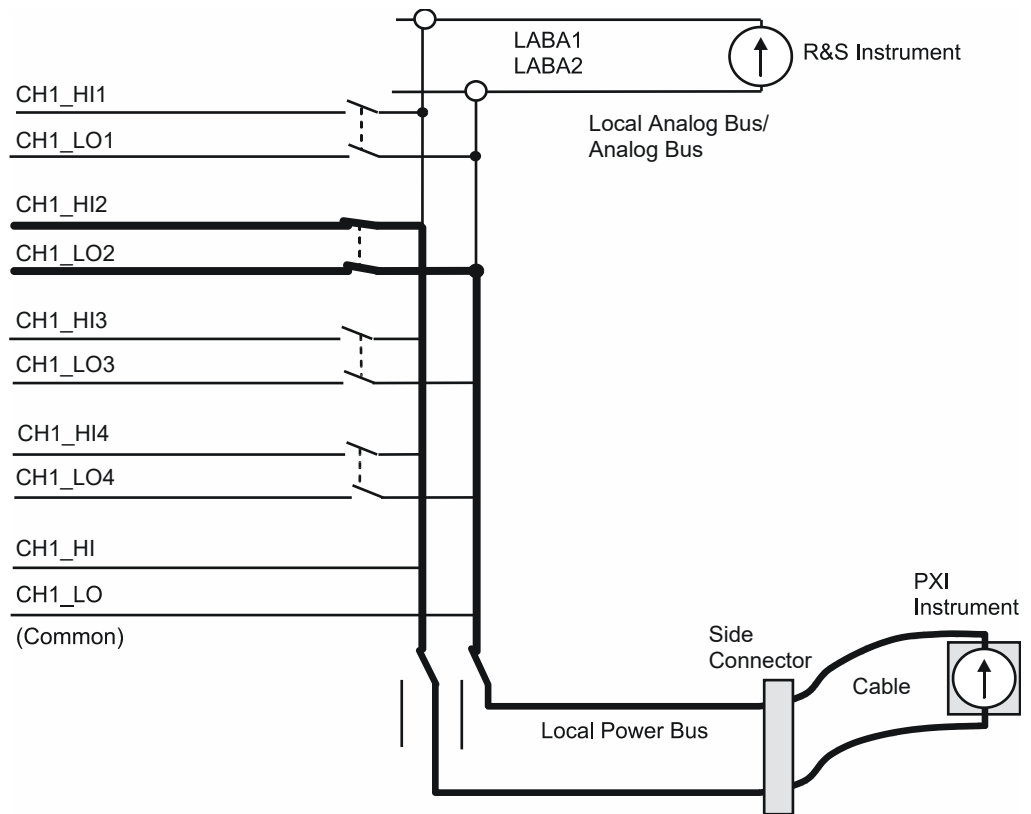 LABA1
LABA2
R&S Instrument
Local Analog Bus/
Analog Bus
CH1_HI1
CH1_LO1
CH1_HI2
CH1_LO2
CH1_HI3
CH1_LO3
CH1_HI4
CH1_LO4
CH1_HI
CH1_LO
(Common)
PXI
Instrument
Side
Connector
Cable
Local Power Bus